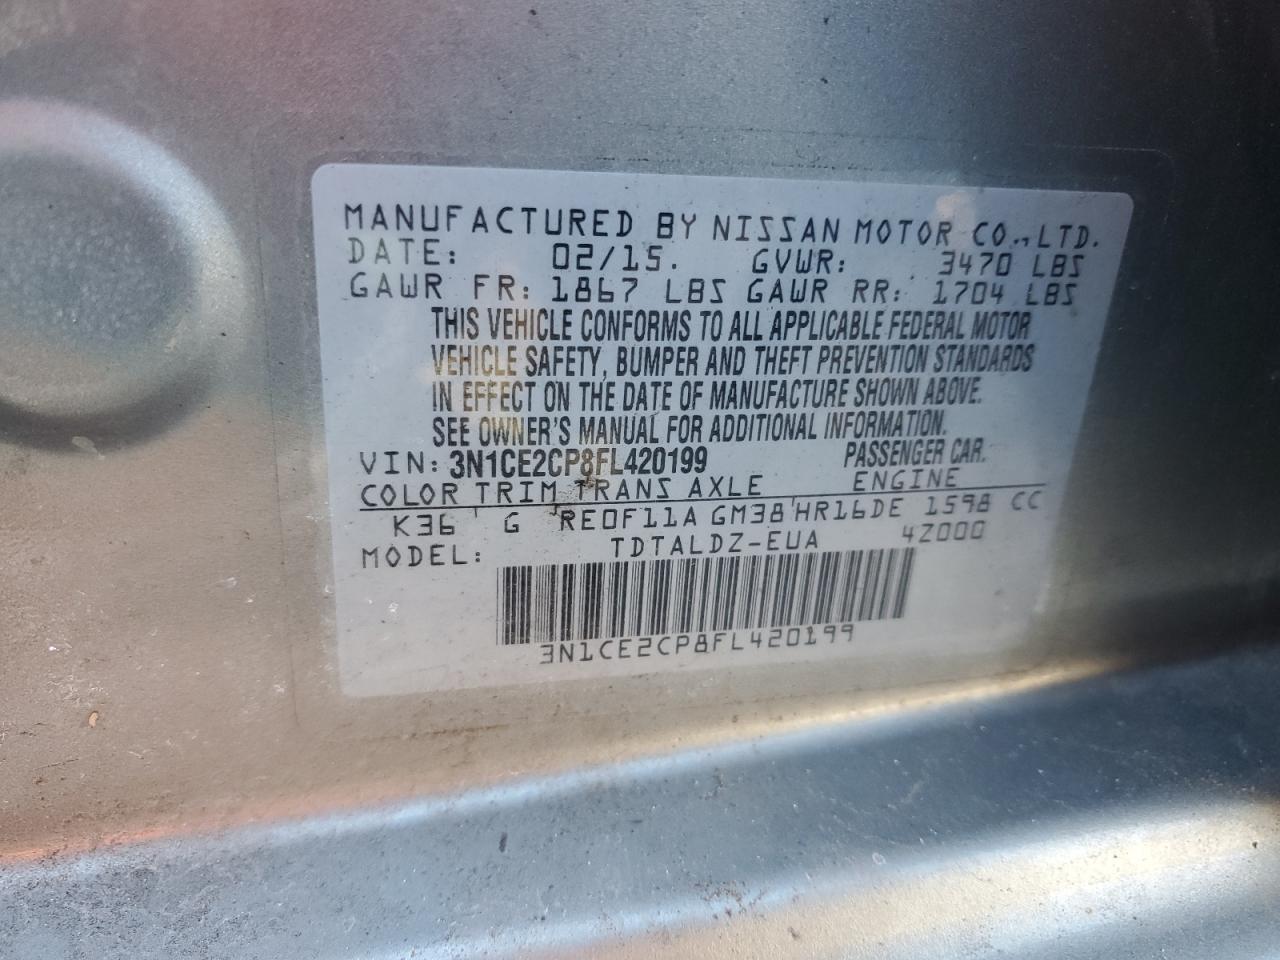 MANUFACTURED BY NISSAN MOTOR CO., LTD.
DATE: 02/15. GVWR: 3470 LBS
GAWR FR: 1867 LBS GAWR RR: 1704 LBS
THIS VEHICLE CONFORMS TO ALL APPLICABLE FEDERAL MOTOR
VEHICLE SAFETY, BUMPER AND THEFT PREVENTION STANDARDS
IN EFFECT ON THE DATE OF MANUFACTURE SHOWN ABOVE.
SEE OWNER'S MANUAL FOR ADDITIONAL INFORMATION.
VIN: 3N1CE2CP8FL420199 PASSENGER CAR.
COLOR TRIM TRANS AXLE ENGINE
K36 G RE0F11A GM38 HR16DE 1598 CC
MODEL: TDTALDZ-EUA 4Z000
3N1CE2CP8FL420199